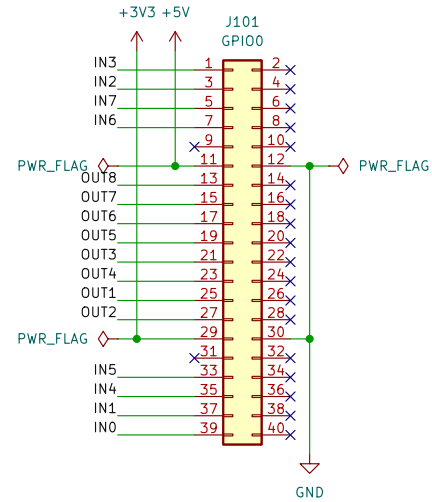 +3V3 +5V
J101
GPIO0
IN3 1 2
IN2 3 4
IN7 5 6
IN6 7 8
9 10
PWR_FLAG 11 12 PWR_FLAG
OUT8 13 14
OUT7 15 16
OUT6 17 18
OUT5 19 20
OUT3 21 22
OUT4 23 24
OUT1 25 26
OUT2 27 28
PWR_FLAG 29 30
31 32
IN5 33 34
IN4 35 36
IN1 37 38
IN0 39 40
GND